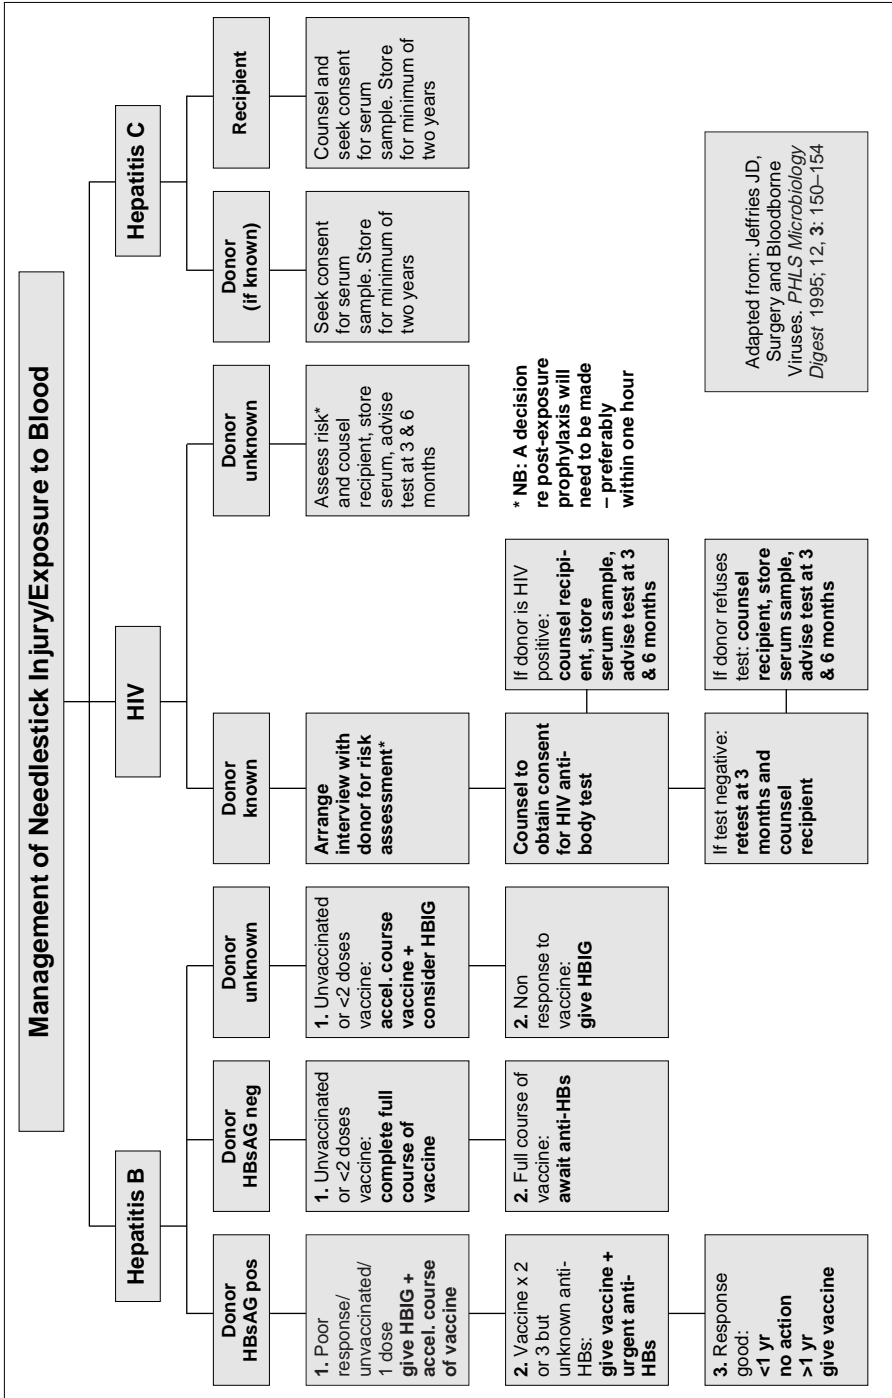 Management of Needlestick Injury/Exposure to Blood
Hepatitis B
Donor
HBsAG pos
1. Poor
response/
unvaccinated/
1 dose
give HBIG +
accel. course
of vaccine
2. Vaccine x 2
or 3 but
unknown anti-
HBs:
give vaccine +
urgent anti-
HBs
3. Response
good:
<1 yr
no action
>1 yr
give vaccine
Donor
HBsAG neg
1. Unvaccinated
or <2 doses
vaccine:
complete full
course of
vaccine
2. Full course of
vaccine:
await anti-HBs
Donor
unknown
1. Unvaccinated
or <2 doses
vaccine:
accel. course
vaccine +
consider HBIG
2. Non
response to
vaccine:
give HBIG
HIV
Donor
known
Arrange
interview with
donor for risk
assessment*
Counsel to
obtain consent
for HIV anti-
body test
If donor is HIV
positive:
counsel recipi-
ent, store
serum sample,
advise test at 3
& 6 months
If test negative:
retest at 3
months and
counsel
recipient
If donor refuses
test: counsel
recipient, store
serum sample,
advise test at 3
& 6 months
Donor
unknown
Assess risk*
and cousel
recipient, store
serum, advise
test at 3 & 6
months
* NB: A decision
re post-exposure
prophylaxis will
need to be made
– preferably
within one hour
Hepatitis C
Donor
(if known)
Seek consent
for serum
sample. Store
for minimum of
two years
Recipient
Counsel and
seek consent
for serum
sample. Store
for minimum of
two years
Adapted from: Jeffries JD,
Surgery and Bloodborne
Viruses. PHLS Microbiology
Digest 1995; 12, 3: 150–154